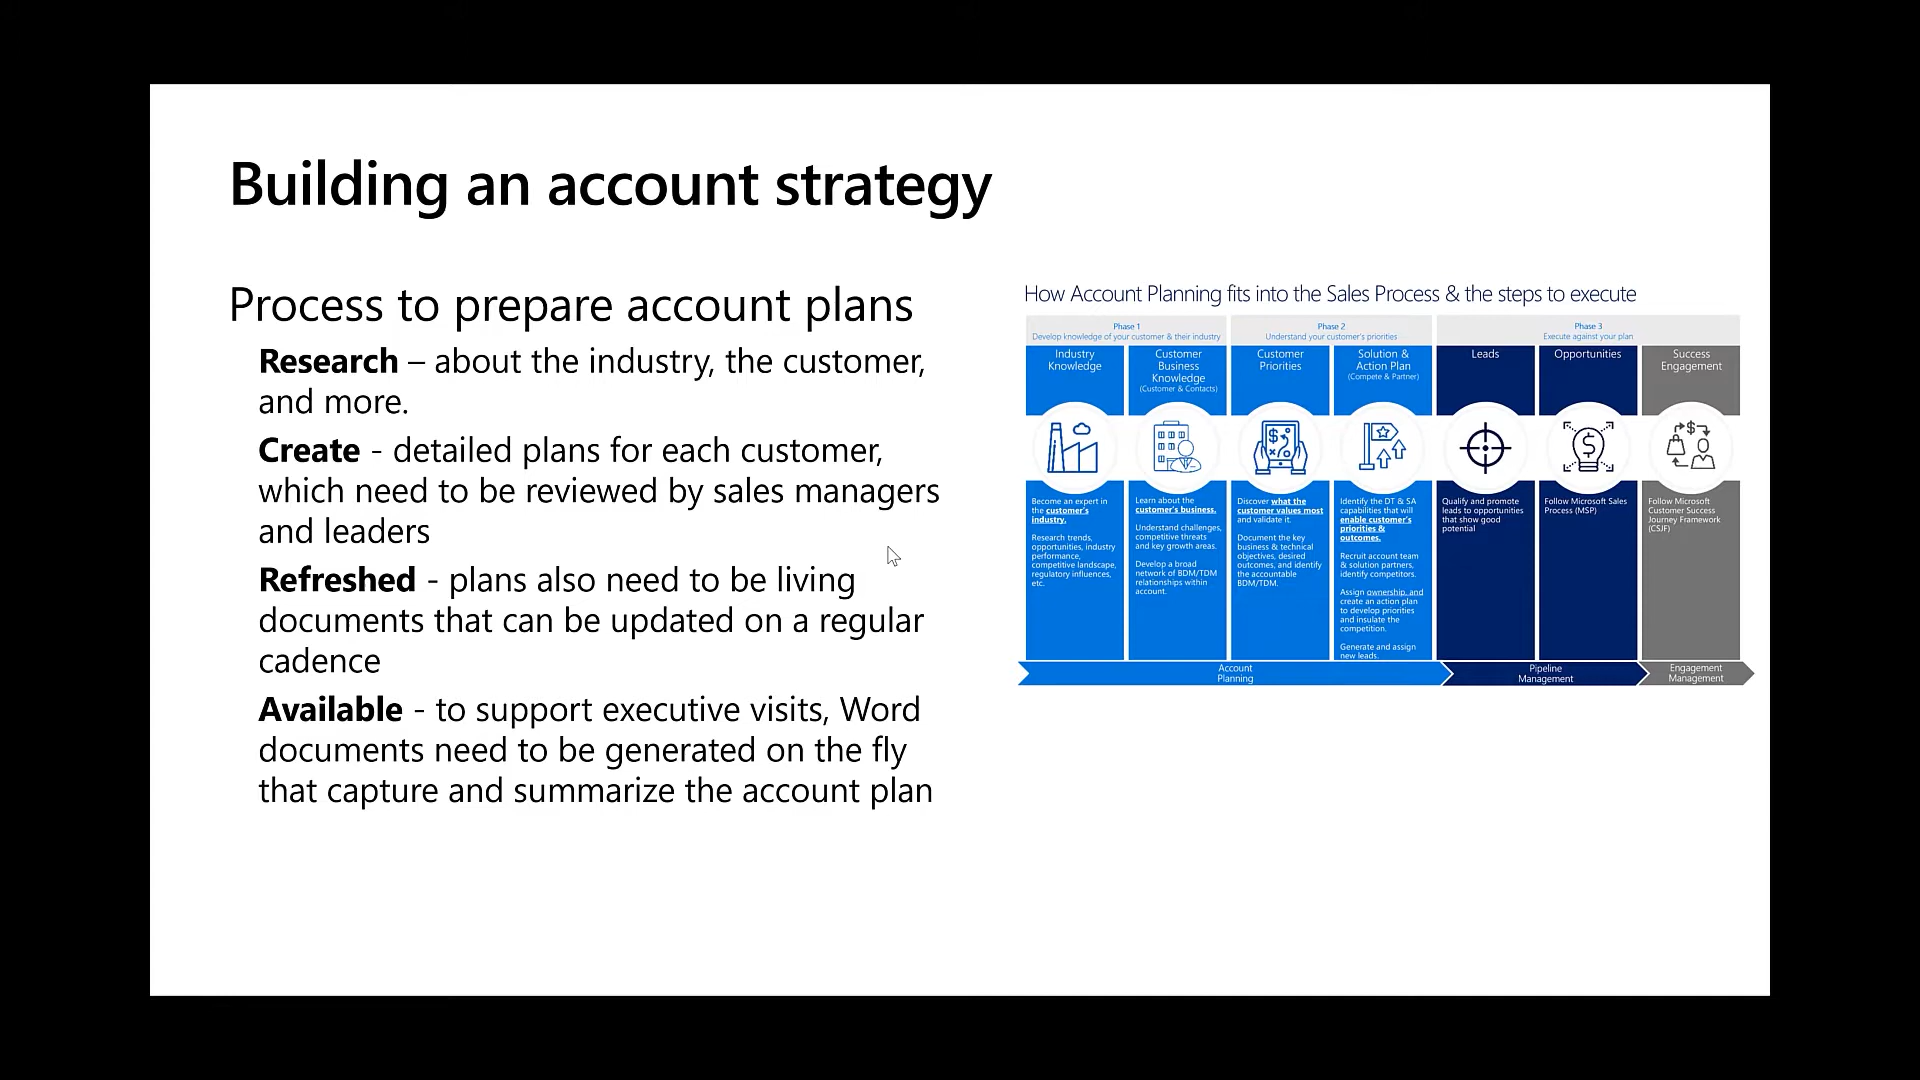 Building an account strategy
Process to prepare account plans
Research – about the industry, the customer,
and more.
Create - detailed plans for each customer,
which need to be reviewed by sales managers
and leaders
Refreshed - plans also need to be living
documents that can be updated on a regular
cadence
Available - to support executive visits, Word
documents need to be generated on the fly
that capture and summarize the account plan
How Account Planning fits into the Sales Process & the steps to execute
Phase 1
Develop knowledge of your customer & their industry
Phase 2
Understand your customer's priorities
Phase 3
Execute against your plan
Industry
Knowledge
Customer
Business
Knowledge
(Customer & Contacts)
Customer
Priorities
Solution &
Action Plan
(Compete & Partner)
Leads
Opportunities
Success
Engagement
Become an expert in
the customer's
industry.
Research trends,
opportunities, industry
performance,
competitive landscape,
regulatory influences,
etc.
Learn about the
customer's business.
Understand challenges,
competitive threats
and key growth areas.
Develop a broad
network of BDM/TDM
relationships within
account.
Discover what the
customer values most
and validate it.
Document the key
business & technical
objectives, desired
outcomes, and identify
the accountable
BDM/TDM.
Identify the DT & SA
capabilities that will
enable customer's
priorities &
outcomes.
Recruit account team
& solution partners,
identify competitors.
Assign ownership, and
create an action plan
to develop priorities
and insulate the
competition.
Generate and assign
new leads.
Qualify and promote
leads to opportunities
that show good
potential
Follow Microsoft Sales
Process (MSP)
Follow Microsoft
Customer Success
Journey Framework
(CSJF)
Account
Planning
Pipeline
Management
Engagement
Management